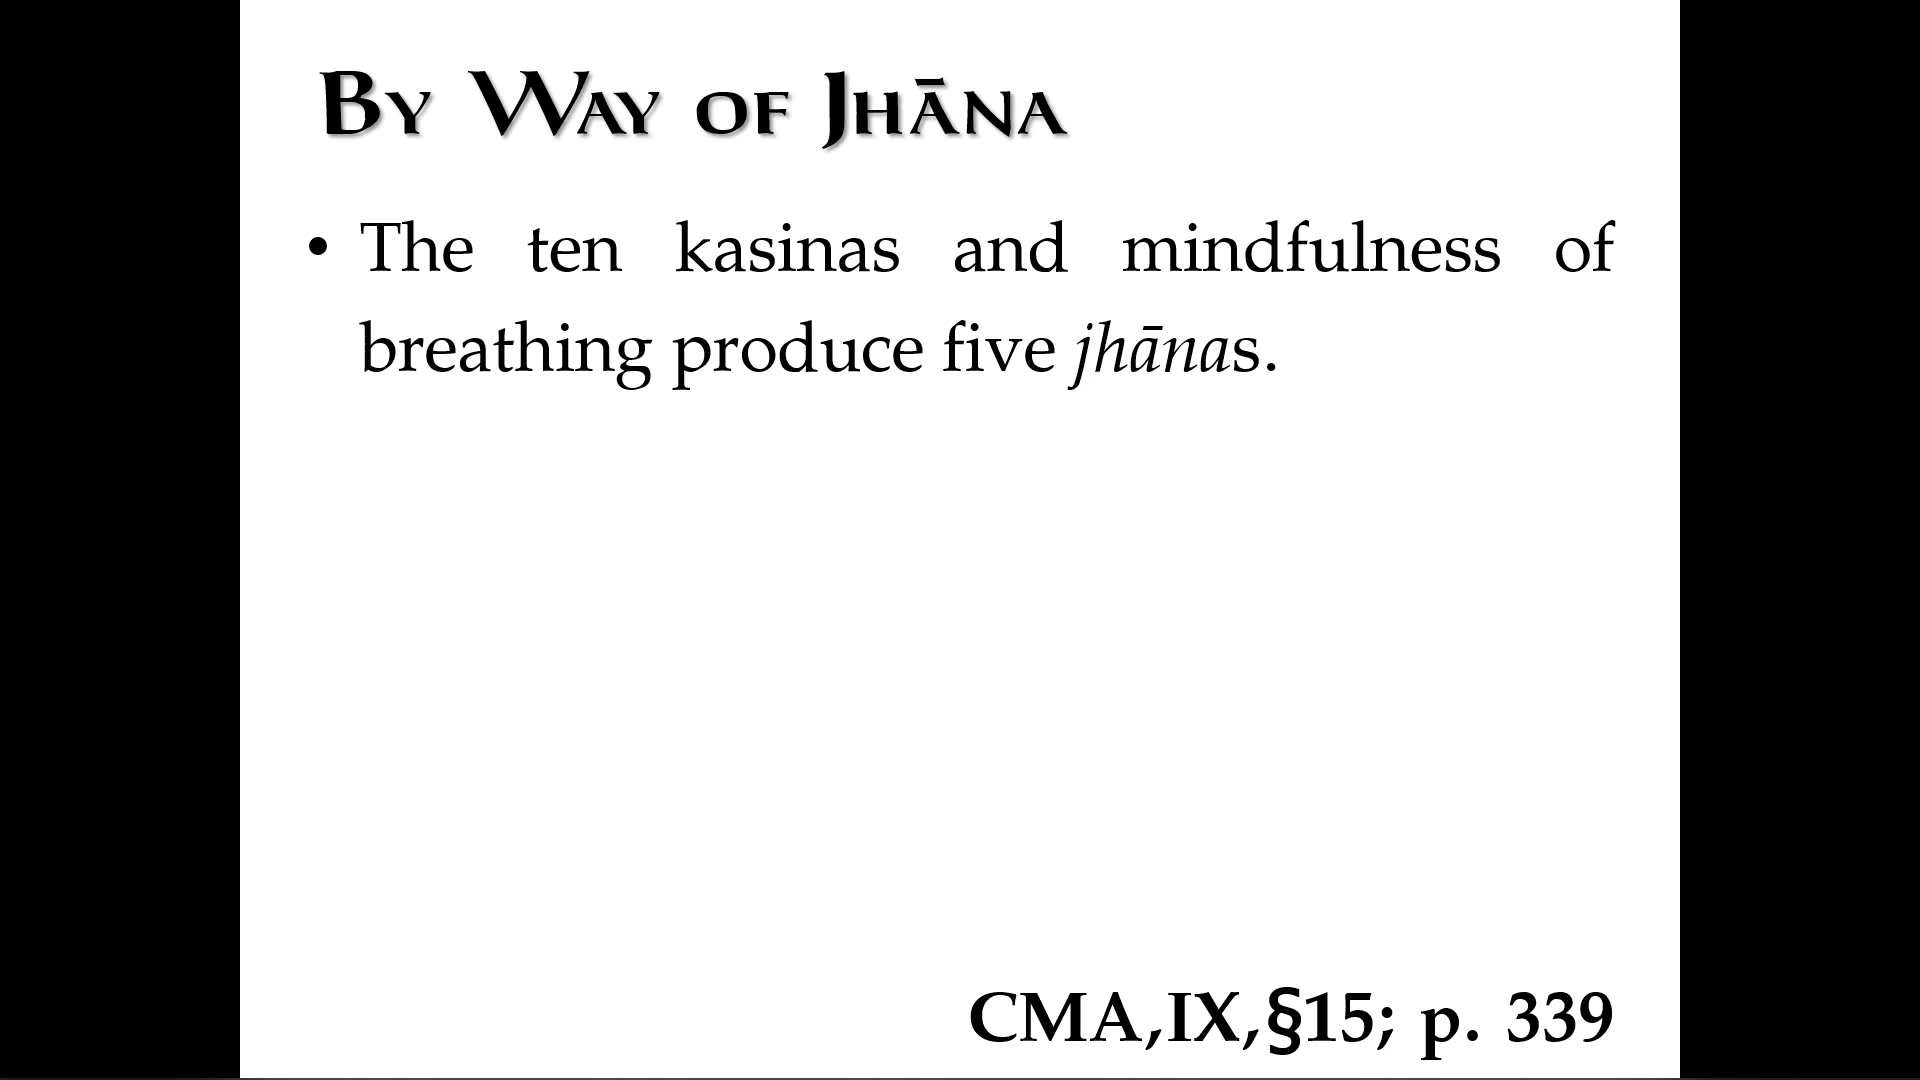 By Way of Jhāna
• The ten kasinas and mindfulness of
breathing produce five jhānas.
CMA,IX,§15; p. 339